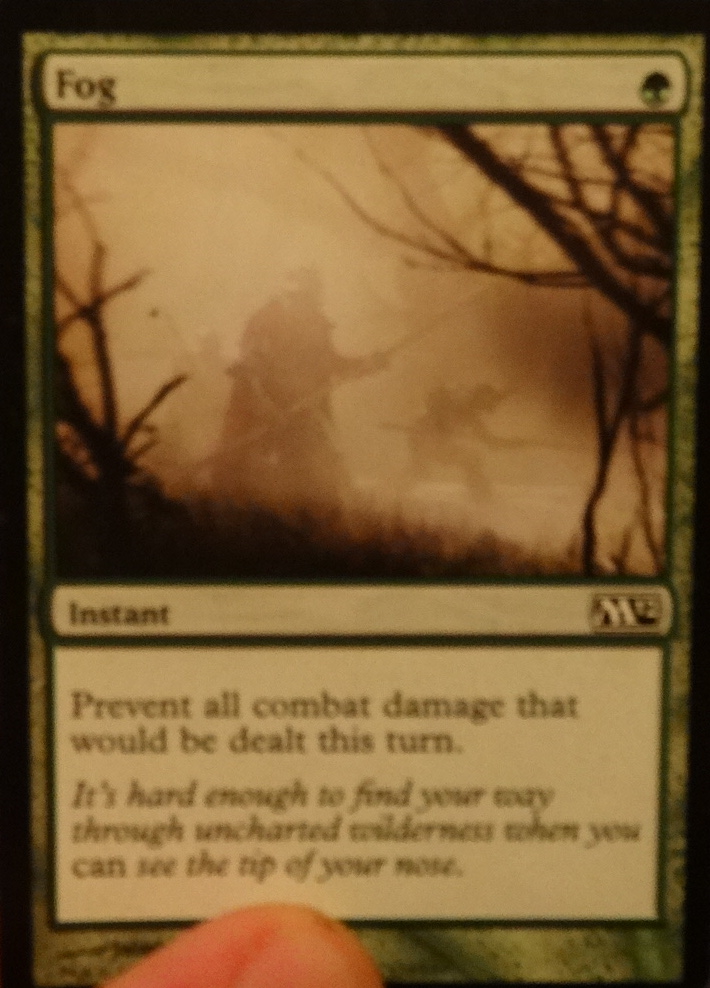 Fog
Instant
M12
Prevent all combat damage that
would be dealt this turn.
It's hard enough to find your way
through uncharted wilderness when you
can see the tip of your nose.